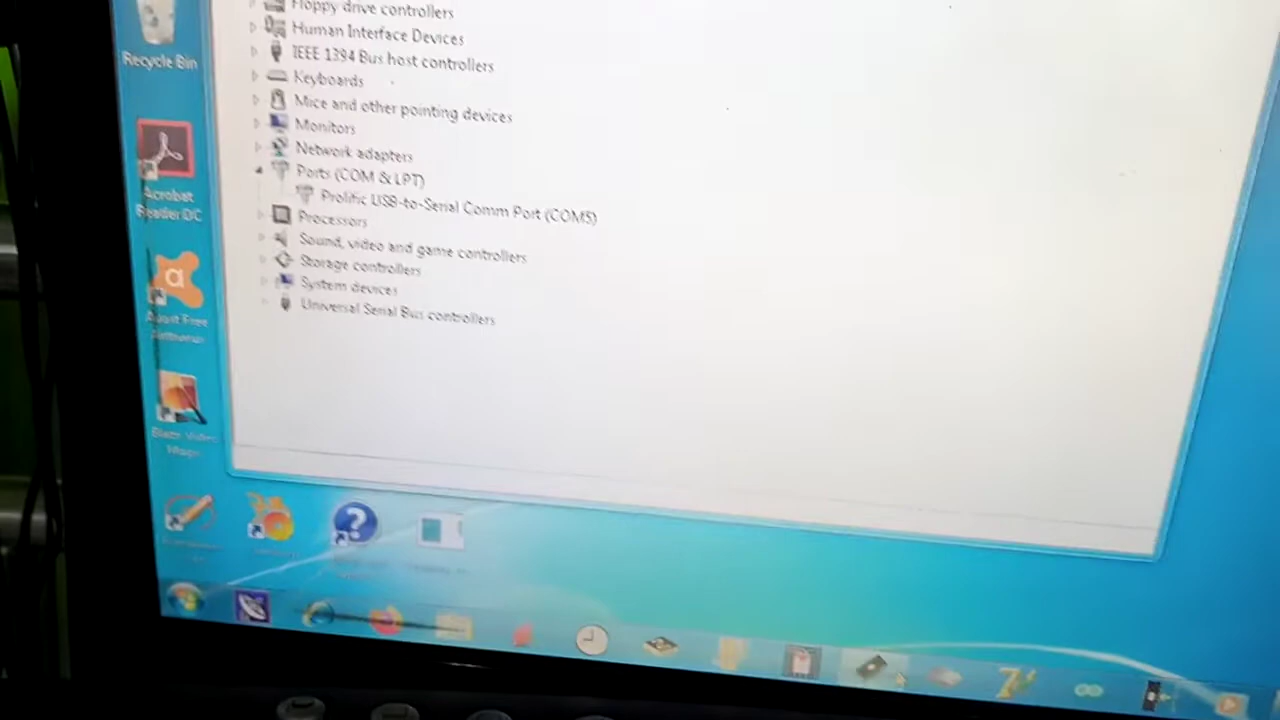 Floppy drive controllers
Human Interface Devices
IEEE 1394 Bus host controllers
Recycle Bin
Keyboards
Mice and other pointing devices
Monitors
Network adapters
Ports (COM & LPT)
Prolific USB-to-Serial Comm Port (COM5)
Processors
Sound, video and game controllers
Storage controllers
System devices
Universal Serial Bus controllers
Acrobat
Reader DC